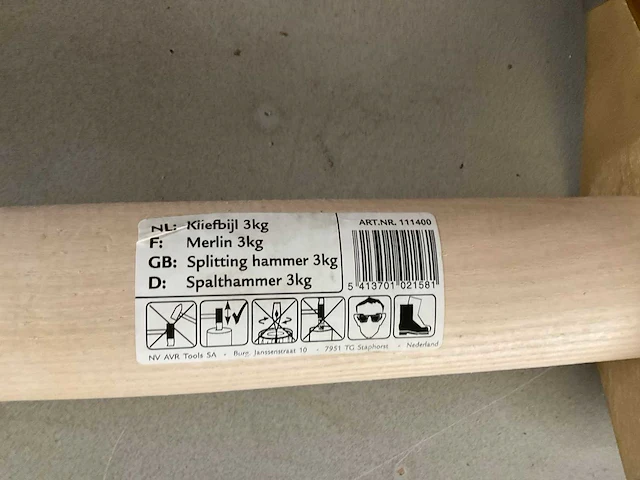 NL: Kliefbijl 3kg
F: Merlin 3kg
GB: Splitting hammer 3kg
D: Spalthammer 3kg
ART.NR. 111400
5 413701 021581
NV AVR Tools SA - Burg. Janssenstraat 10 - 7951 TG Staphorst - Nederland